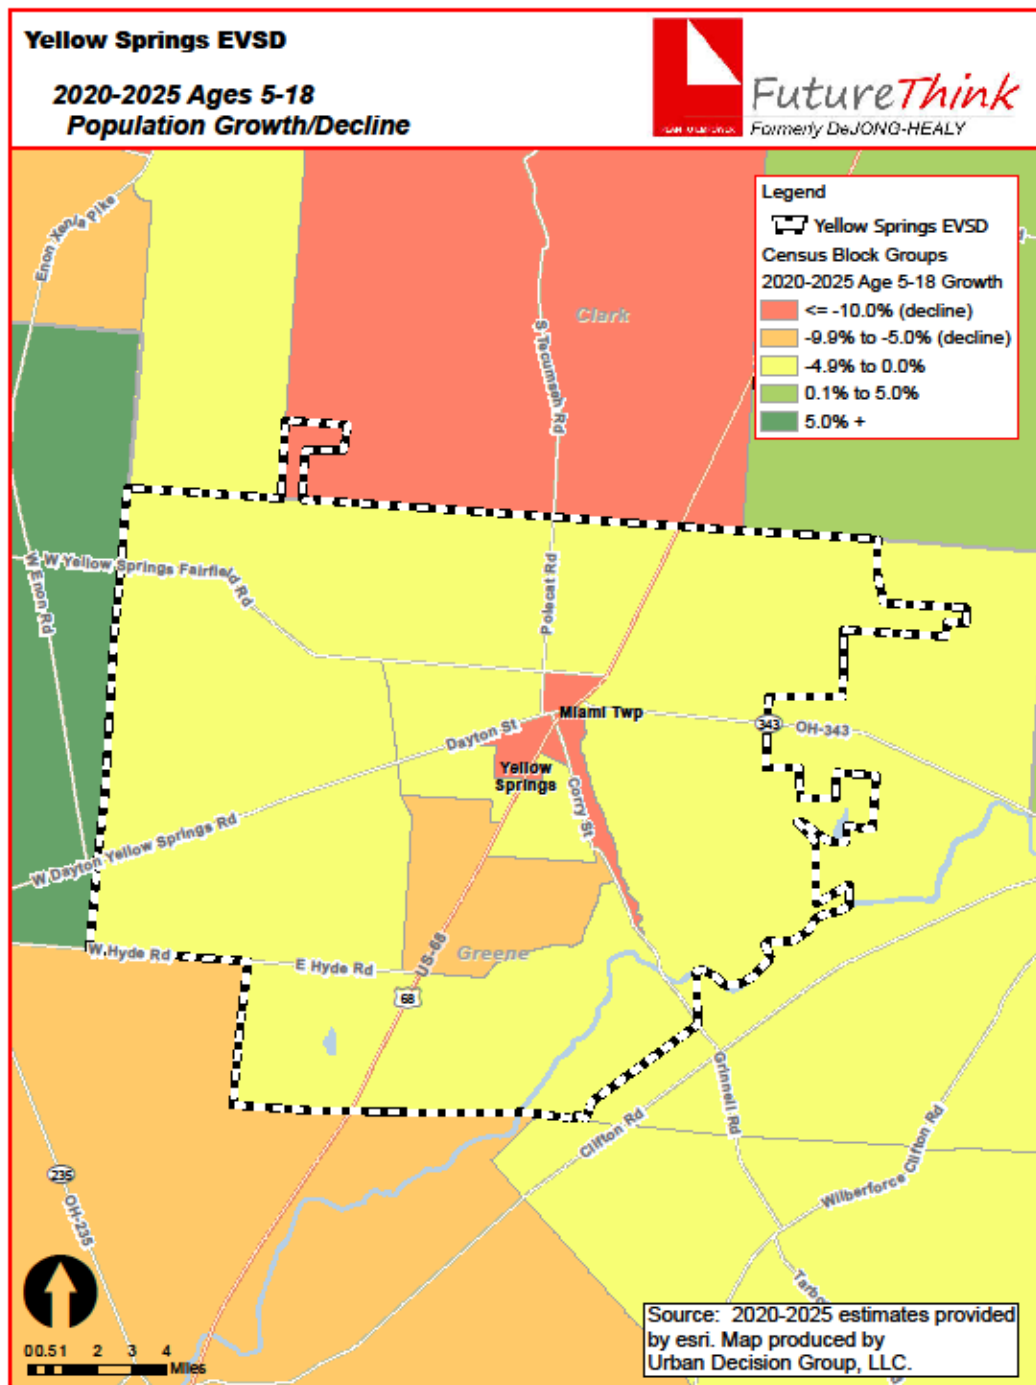 Yellow Springs EVSD
2020-2025 Ages 5-18
Population Growth/Decline
FutureThink
Formerly DeJONG-HEALY
Legend
Yellow Springs EVSD
Census Block Groups
2020-2025 Age 5-18 Growth
<= -10.0% (decline)
-9.9% to -5.0% (decline)
-4.9% to 0.0%
0.1% to 5.0%
5.0% +
Enon Xenia Pike
Clark
S Tecumseh Rd
W Yellow Springs Fairfield Rd
W Enon Rd
Polecat Rd
Miami Twp
343
OH-343
Dayton St
Yellow
Springs
Corry St
W Dayton Yellow Springs Rd
W Hyde Rd
E Hyde Rd
US-68
Greene
68
Grinnell Rd
Clifton Rd
Wilberforce Clifton Rd
235
OH-235
00.51 2 3 4
Miles
Source: 2020-2025 estimates provided
by esri. Map produced by
Urban Decision Group, LLC.